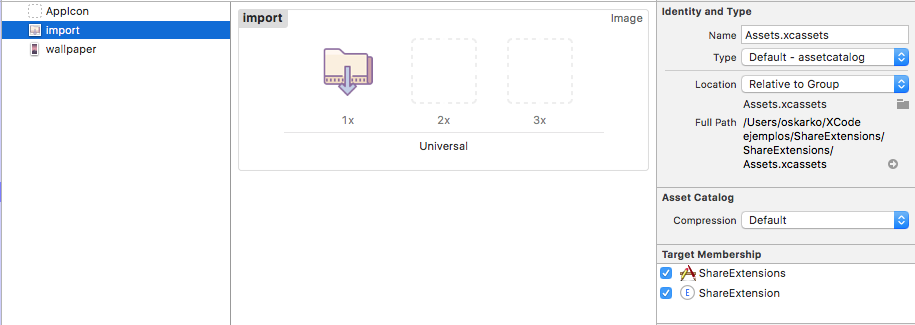 AppIcon
import
wallpaper
import
Image
1x
2x
3x
Universal
Identity and Type
Name Assets.xcassets
Type Default - assetcatalog
Location Relative to Group
Assets.xcassets
Full Path /Users/oskarko/XCode
ejemplos/ShareExtensions/
ShareExtensions/
Assets.xcassets
Asset Catalog
Compression Default
Target Membership
ShareExtensions
E ShareExtension